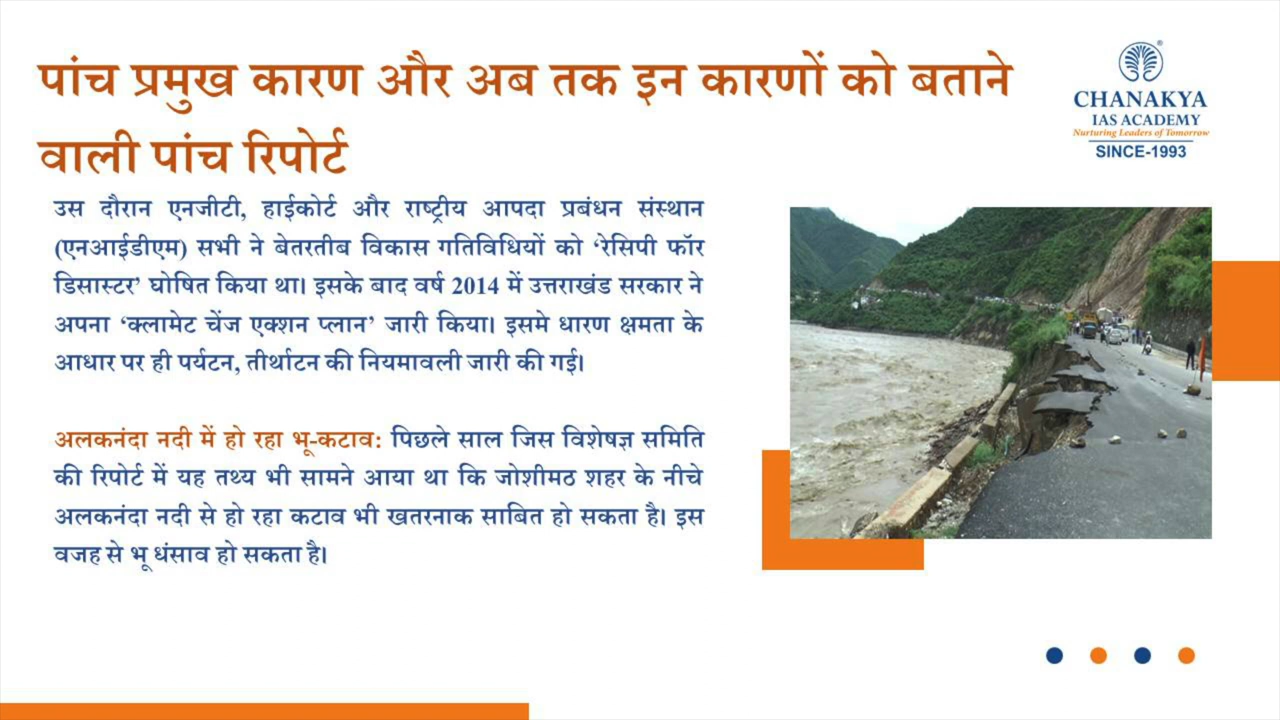 पांच प्रमुख कारण और अब तक इन कारणों को बताने
वाली पांच रिपोर्ट
CHANAKYA
IAS ACADEMY
Nurturing Leaders of Tomorrow
SINCE-1993
उस दौरान एनजीटी, हाईकोर्ट और राष्ट्रीय आपदा प्रबंधन संस्थान
(एनआईडीएम) सभी ने बेतरतीब विकास गतिविधियों को ‘रेसिपी फॉर
डिसास्टर’ घोषित किया था। इसके बाद वर्ष 2014 में उत्तराखंड सरकार ने
अपना ‘क्लामेट चेंज एक्शन प्लान’ जारी किया। इसमे धारण क्षमता के
आधार पर ही पर्यटन, तीर्थाटन की नियमावली जारी की गई।
अलकनंदा नदी में हो रहा भू-कटाव: पिछले साल जिस विशेषज्ञ समिति
की रिपोर्ट में यह तथ्य भी सामने आया था कि जोशीमठ शहर के नीचे
अलकनंदा नदी से हो रहा कटाव भी खतरनाक साबित हो सकता है। इस
वजह से भू धंसाव हो सकता है।